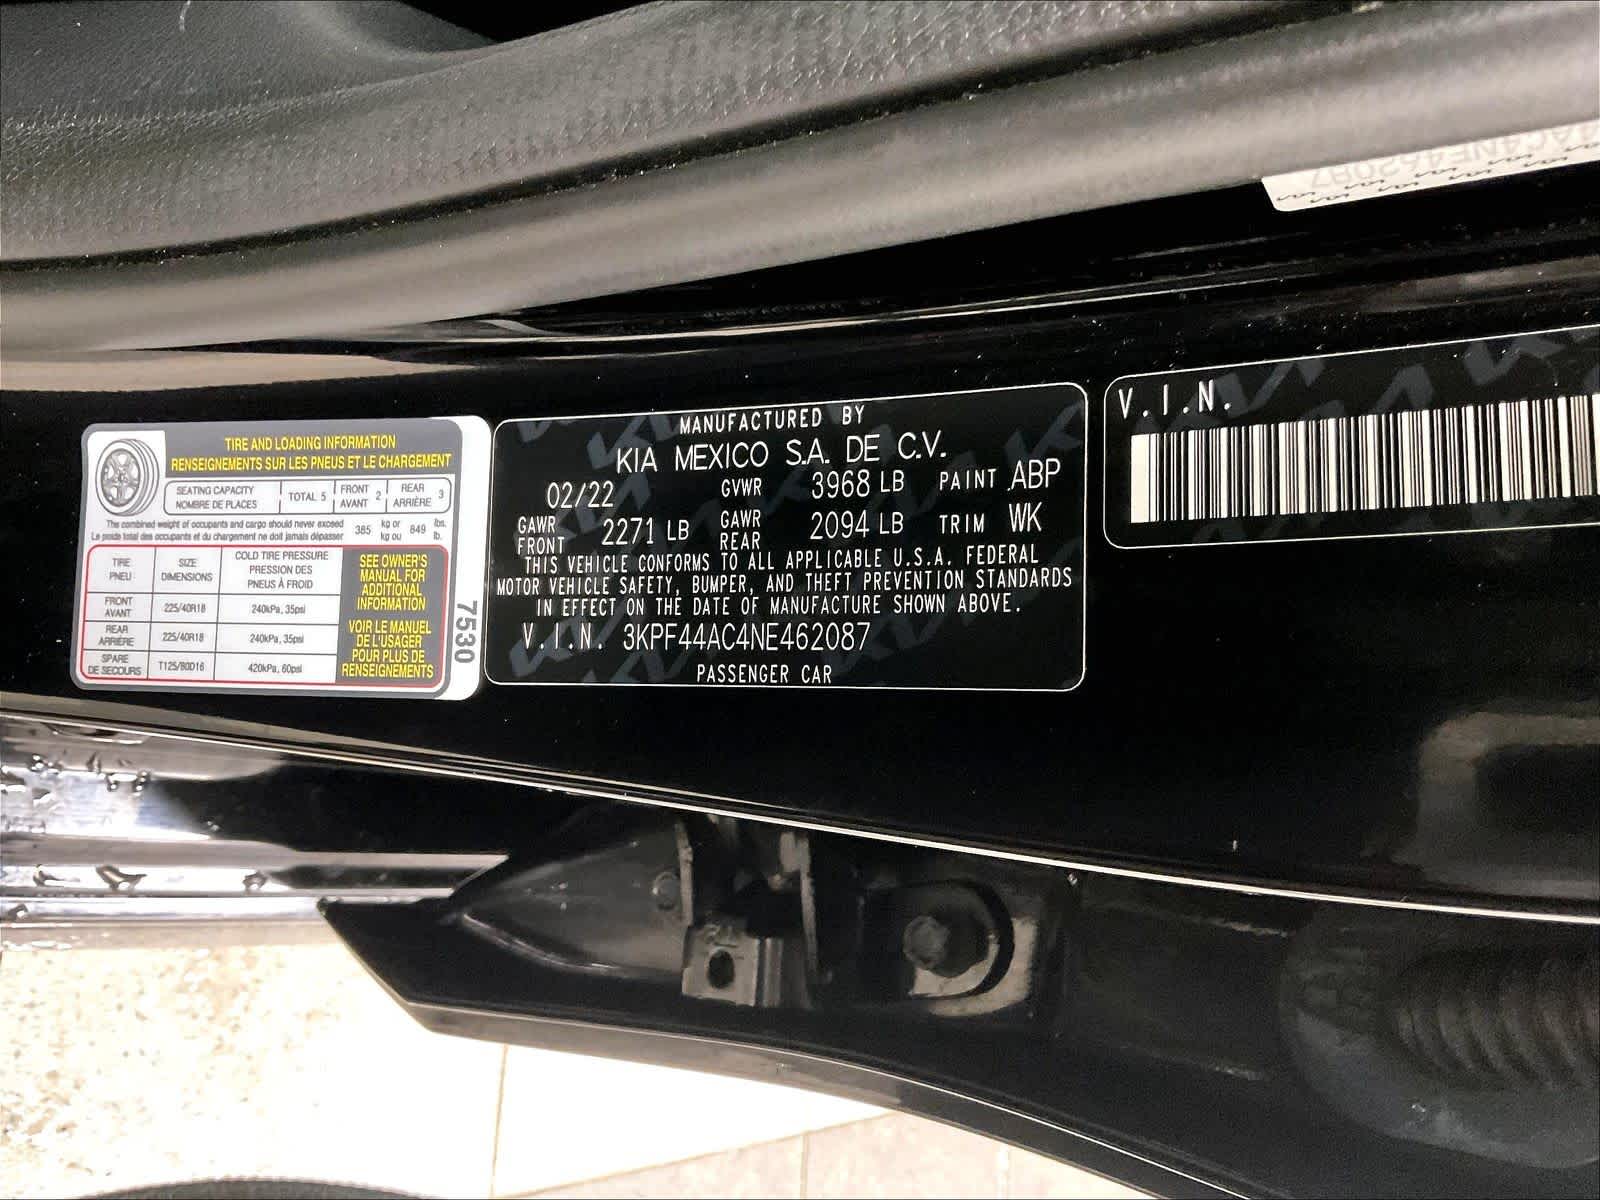 TIRE AND LOADING INFORMATION
RENSEIGNEMENTS SUR LES PNEUS ET LE CHARGEMENT
SEATING CAPACITY
NOMBRE DE PLACES
TOTAL 5
FRONT
AVANT
2
REAR
ARRIÈRE
3
The combined weight of occupants and cargo should never exceed
Le poids total des occupants et du chargement ne doit jamais dépasser
385
kg or
kg ou
849
lbs.
lb.
TIRE
PNEU
SIZE
DIMENSIONS
COLD TIRE PRESSURE
PRESSION DES
PNEUS À FROID
FRONT
AVANT
225/40R18
240kPa, 35psi
REAR
ARRIÈRE
225/40R18
240kPa, 35psi
SPARE
DE SECOURS
T125/80D16
420kPa, 60psi
SEE OWNER'S
MANUAL FOR
ADDITIONAL
INFORMATION
VOIR LE MANUEL
DE L'USAGER
POUR PLUS DE
RENSEIGNEMENTS
7530
MANUFACTURED BY
KIA MEXICO S.A. DE C.V.
02/22 GVWR 3968 LB PAINT ABP
GAWR FRONT 2271 LB GAWR REAR 2094 LB TRIM WK
THIS VEHICLE CONFORMS TO ALL APPLICABLE U.S.A. FEDERAL
MOTOR VEHICLE SAFETY, BUMPER, AND THEFT PREVENTION STANDARDS
IN EFFECT ON THE DATE OF MANUFACTURE SHOWN ABOVE.
V.I.N. 3KPF44AC4NE462087
PASSENGER CAR
V.I.N.
4AC4NE462087